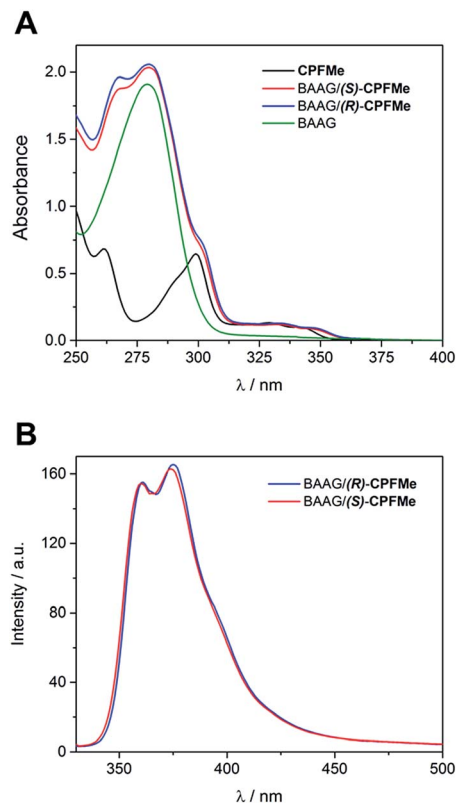 A
2.0
1.5
1.0
0.5
0.0
Absorbance
CPFMe
BAAG/(S)-CPFMe
BAAG/(R)-CPFMe
BAAG
250 275 300 325 350 375 400
λ / nm
B
160
120
80
40
0
Intensity / a.u.
BAAG/(R)-CPFMe
BAAG/(S)-CPFMe
350 400 450 500
λ / nm